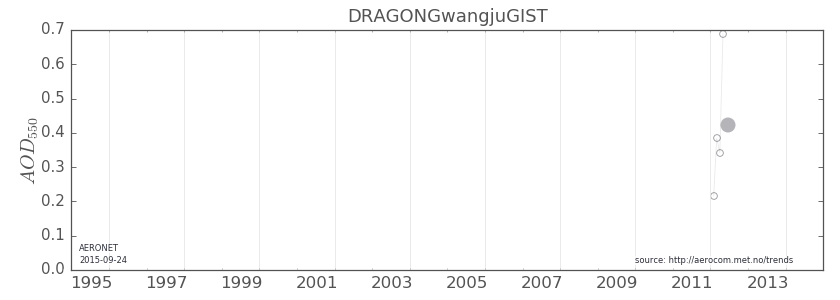 DRAGONGwangjuGIST
0.7
0.6
0.5
0.4
0.3
0.2
0.1
0.0
AOD550
AERONET
2015-09-24
source: http://aerocom.met.no/trends
1995 1997 1999 2001 2003 2005 2007 2009 2011 2013